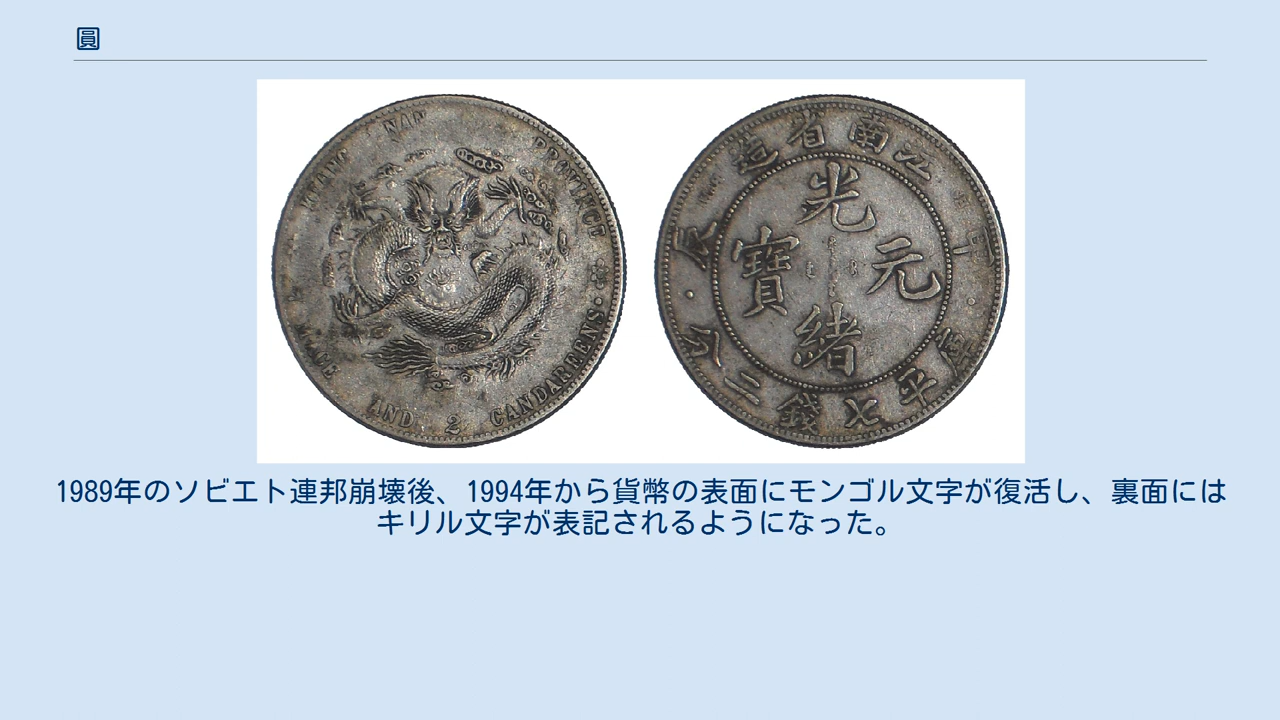 圓
KIANG NAN PROVINCE
MACE AND 2 CANDAREENS.
江南省造
光緒元寶
辰
庫平七錢二分
1989年のソビエト連邦崩壊後、1994年から貨幣の表面にモンゴル文字が復活し、裏面には
キリル文字が表記されるようになった。